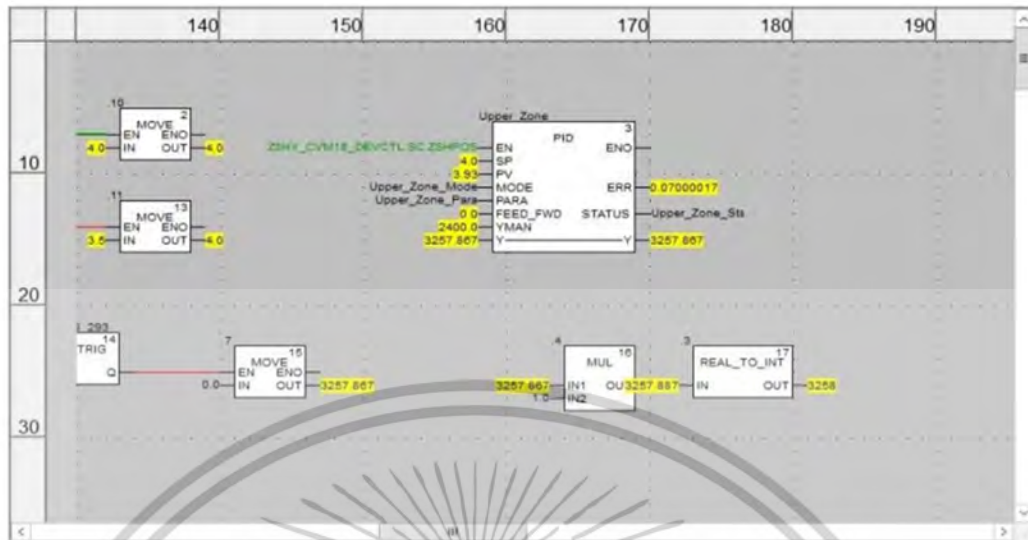 140 150 160 170 180 190
10
20
30
10
2
MOVE
EN ENO
4.0 IN OUT 4.0
11
13
MOVE
EN ENO
3.5 IN OUT 4.0
Upper_Zone
3
PID
EN ENO
4.0 SP
3.93 PV
Upper_Zone_Mode MODE ERR 0.07000017
Upper_Zone_Para PARA
0.0 FEED_FWD STATUS Upper_Zone_Sts
2400.0 YMAN
3257.867 Y Y 3257.867
293
14
TRIG
Q
7
15
MOVE
EN ENO
0.0 IN OUT 3257.867
4
16
MUL
3257.867 IN1 OU 3257.867
1.0 IN2
3
17
REAL_TO_INT
IN OUT 3258